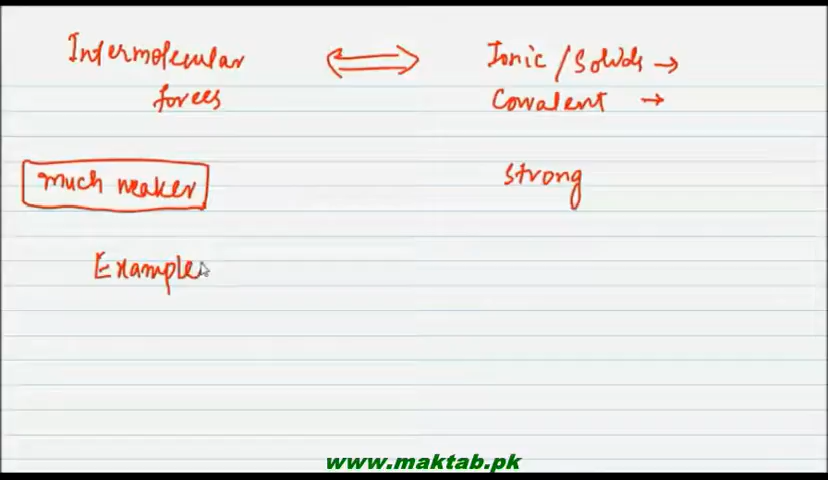 Intermolecular ⟺ Ionic / Solids →
forces Covalent →
much weaker strong
Example
www.maktab.pk